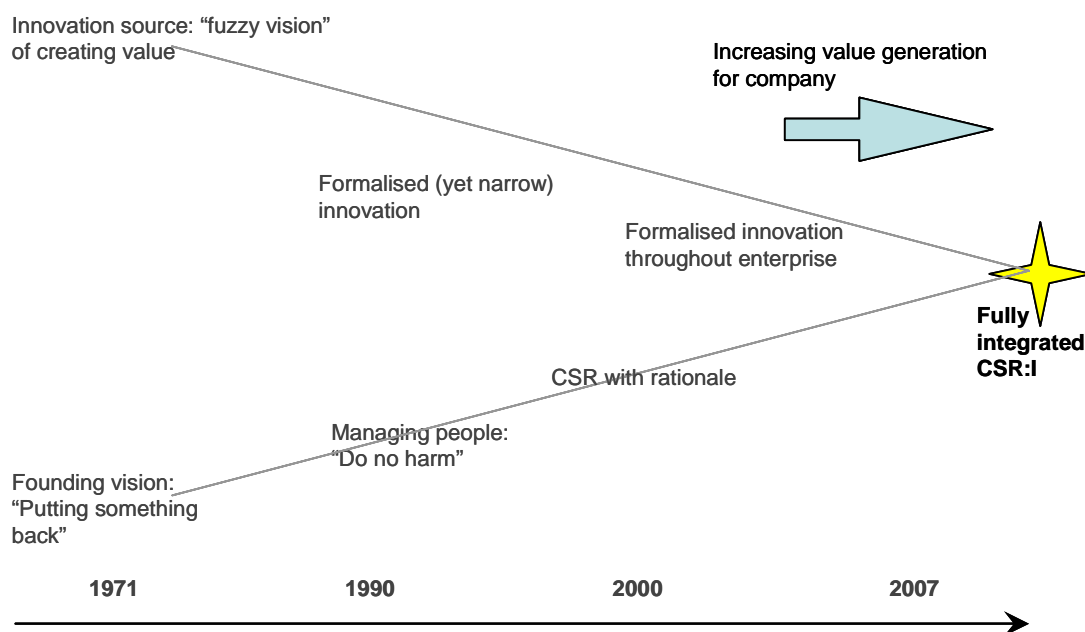 Innovation source: “fuzzy vision”
of creating value
Increasing value generation
for company
Formalised (yet narrow)
innovation
Formalised innovation
throughout enterprise
Fully
integrated
CSR:I
CSR with rationale
Managing people:
“Do no harm”
Founding vision:
“Putting something
back”
1971 1990 2000 2007